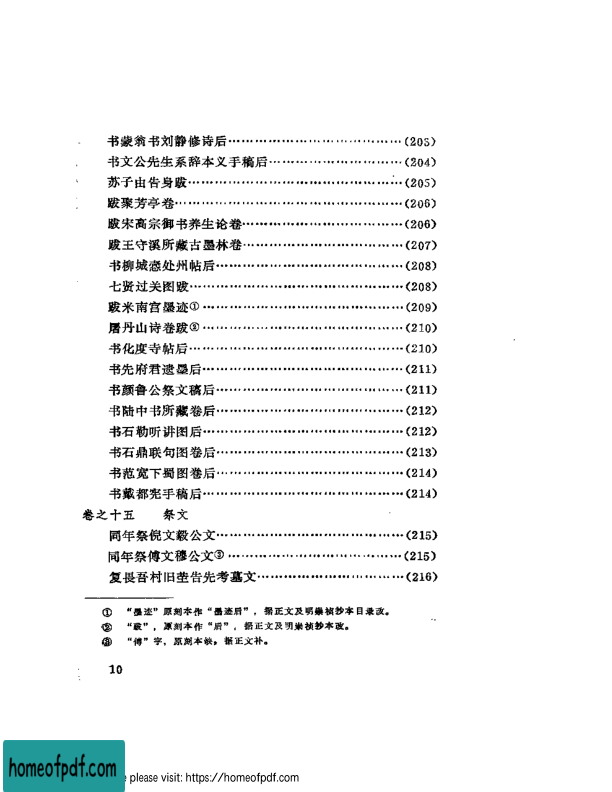 书蒙翁书刘静修诗后……………………………………(203)
书文公先生系辞本义手稿后…………………………(204)
苏子由告身跋…………………………………………(205)
跋聚芳亭卷……………………………………………(206)
跋宋高宗御书养生论卷………………………………(206)
跋王守溪所藏古墨林卷………………………………(207)
书柳城懑处州帖后……………………………………(208)
七贤过关图跋…………………………………………(208)
跋米南宫墨迹①………………………………………(209)
屠丹山诗卷跋②………………………………………(210)
书化度寺帖后…………………………………………(210)
书先府君遗墨后………………………………………(211)
书颜鲁公祭文稿后……………………………………(211)
书陆中书所藏卷后……………………………………(212)
书石勒听讲图后………………………………………(212)
书石鼎联句图卷后……………………………………(213)
书范宽下蜀图卷后……………………………………(214)
书戴都宪手稿后………………………………………(214)
卷之十五 祭文
同年祭倪文毅公文……………………………………(215)
同年祭傅文穆公文③…………………………………(215)
复畏吾村旧茔告先考墓文……………………………(216)
① “墨迹”原刻本作“墨迹后”，据正文及明崇祯抄本目录改。
② “跋”，原刻本作“后”，据正文及明崇祯抄本改。
③ “傅”字，原刻本缺，据正文补。
10
homeofpdf.com
please visit: https://homeofpdf.com